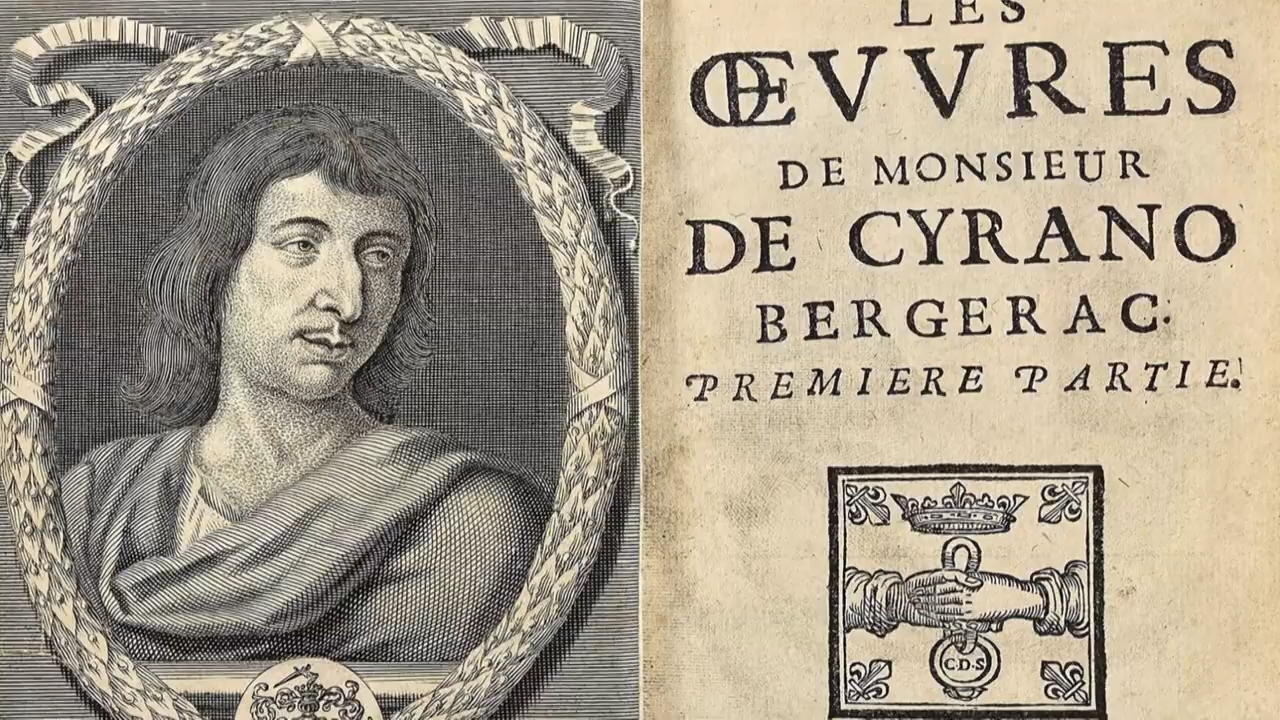 LES
ŒVVRES
DE MONSIEUR
DE CYRANO
BERGERAC.
PREMIERE PARTIE.
C.D.S